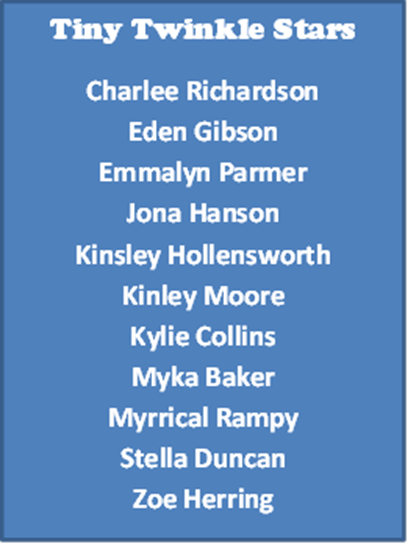 Tiny Twinkle Stars
Charlee Richardson
Eden Gibson
Emmalyn Parmer
Jona Hanson
Kinsley Hollensworth
Kinley Moore
Kylie Collins
Myka Baker
Myrrical Rampy
Stella Duncan
Zoe Herring